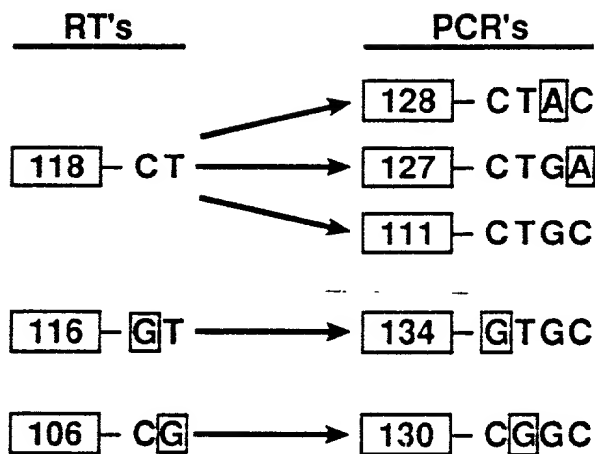 RT's PCR's
128 – CTAC
118 – CT 127 – CTGA
111 – CTGC
116 – GT 134 – GTGC
106 – CG 130 – CGGC